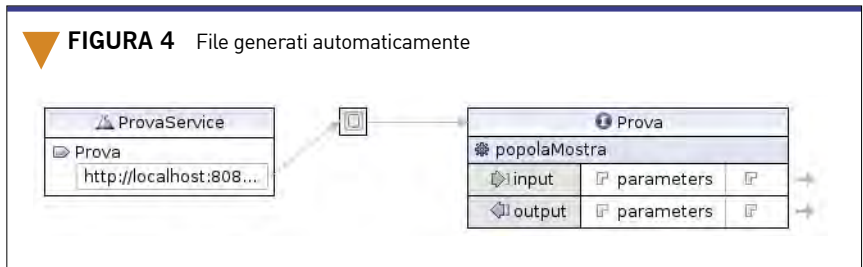 FIGURA 4 File generati automaticamente
ProvaService
Prova
http://localhost:808...
Prova
popolaMostra
input parameters
output parameters